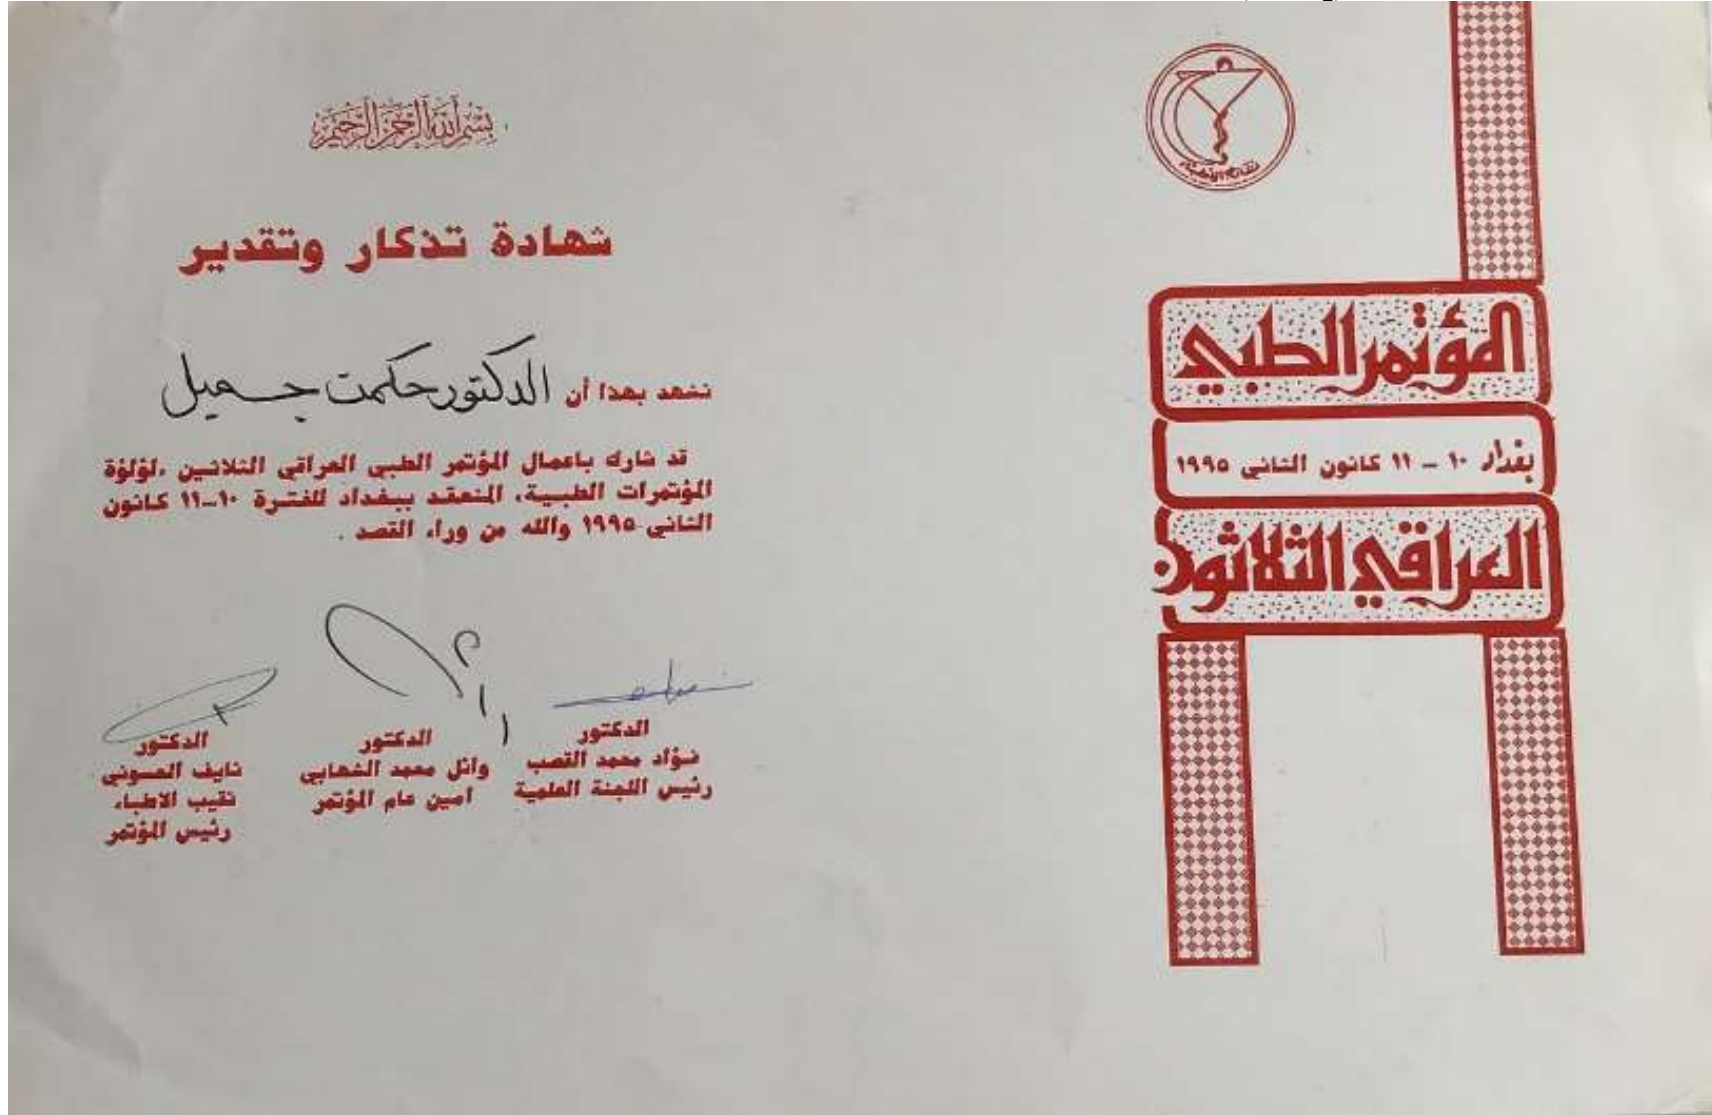 نقابة الأطباء
المؤتمر الطبي
بغداد ١٠ - ١١ كانون الثاني ١٩٩٥
العراقي الثلاثون
بسم الله الرحمن الرحيم
شهادة تذكار وتقدير
نشهد بهذا أن الدكتور حكمت جميل
قد شارك باعمال المؤتمر الطبي العراقي الثلاثين ،لؤلؤة
المؤتمرات الطبية، المنعقد ببغداد للفترة ١٠-١١ كانون
الثاني ١٩٩٥ والله من وراء القصد .
الدكتور
فؤاد محمد القصب
رئيس اللجنة العلمية
الدكتور
وائل محمد الشهابي
امين عام المؤتمر
الدكتور
نايف العسوني
نقيب الاطباء
رئيس المؤتمر